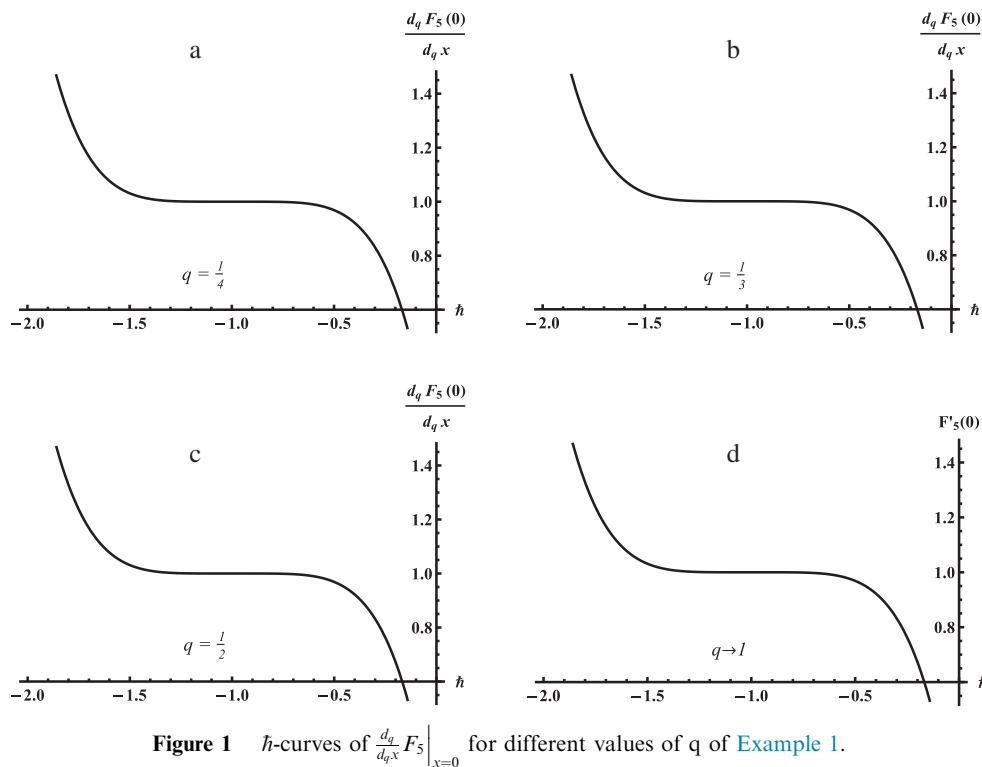 d_q F_5 (0)
d_q x
a
1.4
1.2
1.0
0.8
q = 1/4
−2.0 −1.5 −1.0 −0.5 ħ
d_q F_5 (0)
d_q x
b
1.4
1.2
1.0
0.8
q = 1/3
−2.0 −1.5 −1.0 −0.5 ħ
d_q F_5 (0)
d_q x
c
1.4
1.2
1.0
0.8
q = 1/2
−2.0 −1.5 −1.0 −0.5 ħ
F'_5(0)
d
1.4
1.2
1.0
0.8
q→1
−2.0 −1.5 −1.0 −0.5 ħ
Figure 1 ħ-curves of d_q/d_q x F_5|_{x=0} for different values of q of Example 1.